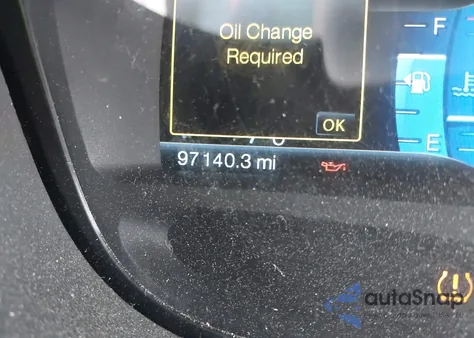 Oil Change
Required
F
OK
E
97140.3 mi
autoSnap